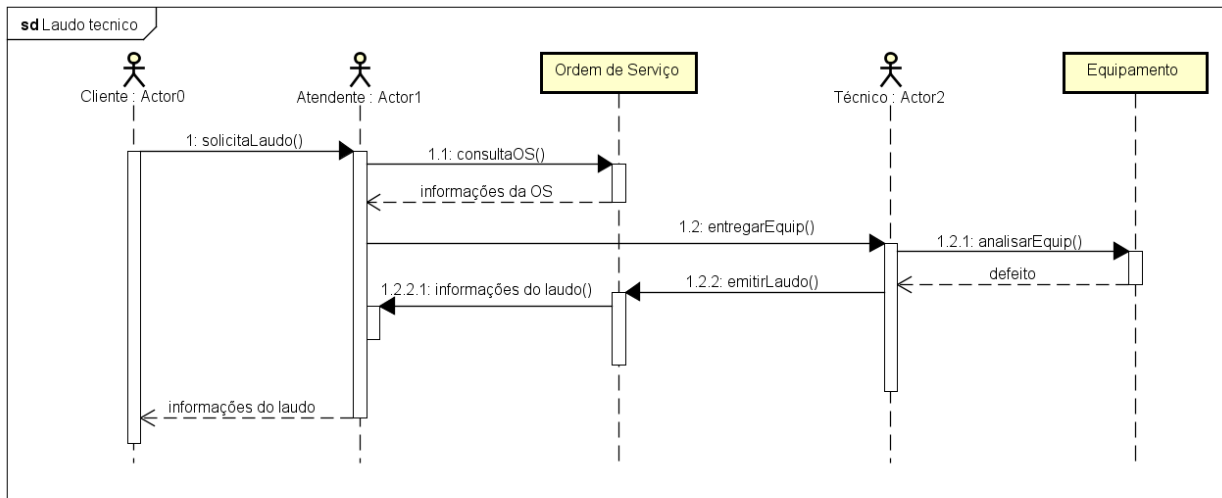 sd Laudo tecnico
Cliente : Actor0
Atendente : Actor1
Ordem de Serviço
Técnico : Actor2
Equipamento
1: solicitaLaudo()
1.1: consultaOS()
informações da OS
1.2: entregarEquip()
1.2.1: analisarEquip()
defeito
1.2.2: emitirLaudo()
1.2.2.1: informações do laudo()
informações do laudo